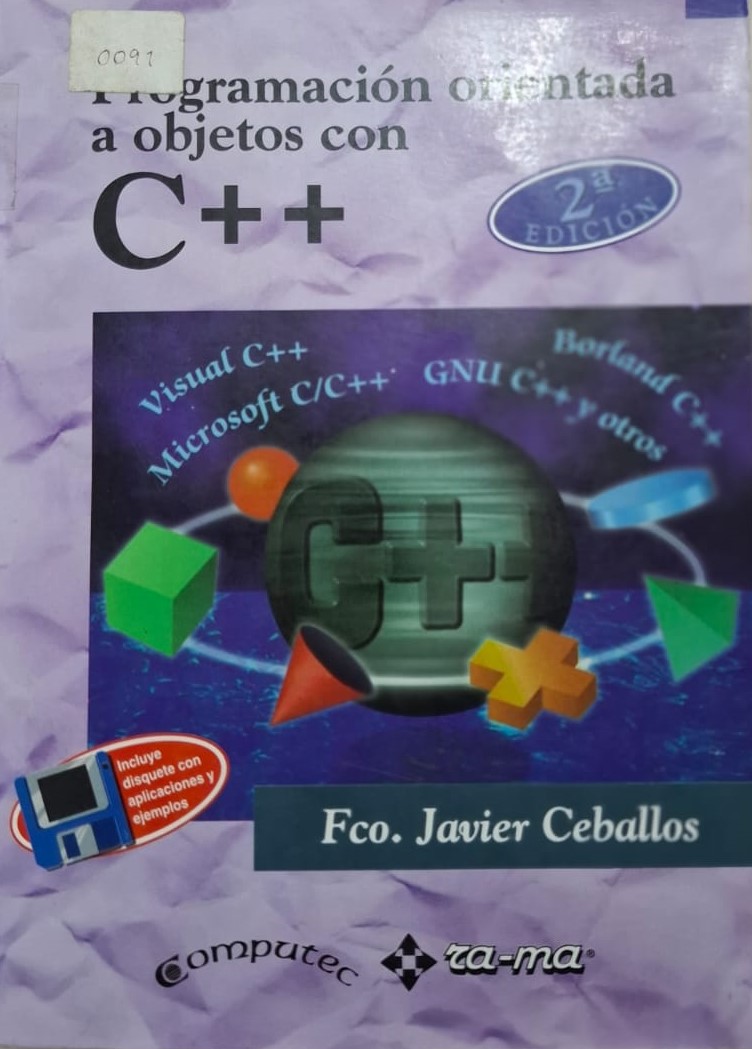 0091
Programación orientada
a objetos con
C++
2ª
EDICIÓN
Visual C++
Microsoft C/C++
Borland C++
GNU C++ y otros
C++
Incluye
disquete con
aplicaciones y
ejemplos
Fco. Javier Ceballos
Computec
ra-ma®